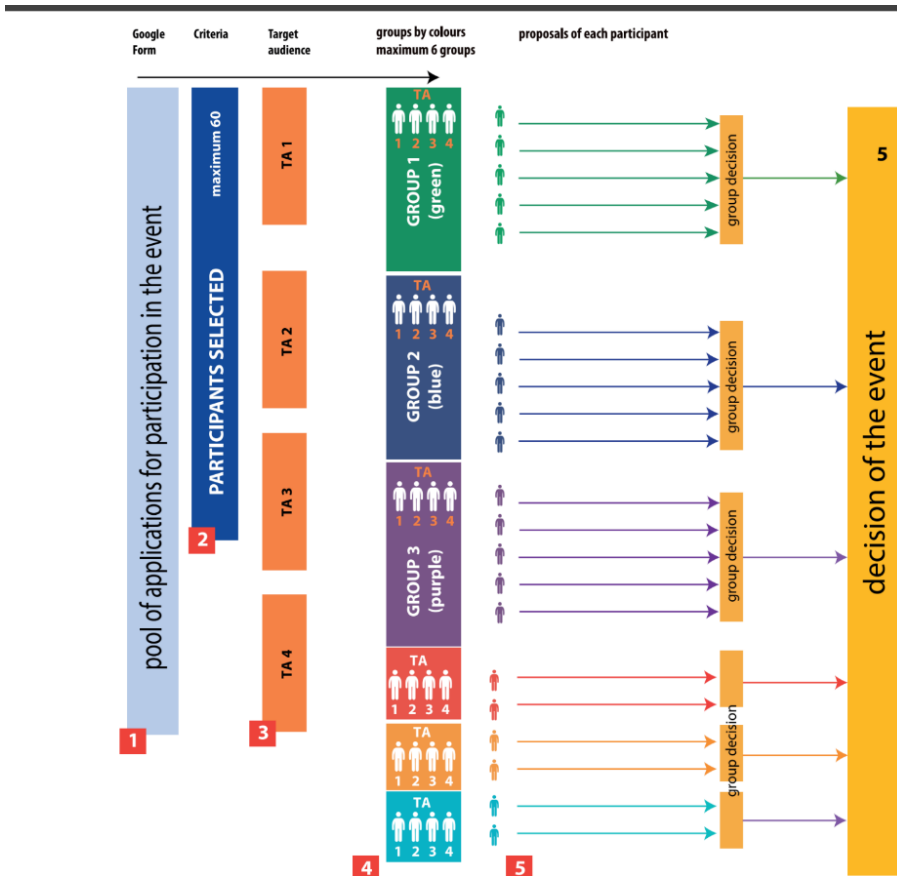 Google
Form
Criteria
Target
audience
groups by colours
maximum 6 groups
proposals of each participant
pool of applications for participation in the event
1
PARTICIPANTS SELECTED
maximum 60
2
TA 1
TA 2
TA 3
TA 4
3
TA
1 2 3 4
GROUP 1
(green)
TA
1 2 3 4
GROUP 2
(blue)
TA
1 2 3 4
GROUP 3
(purple)
TA
1 2 3 4
TA
1 2 3 4
TA
1 2 3 4
4
5
group decision
group decision
group decision
group decision
5
decision of the event